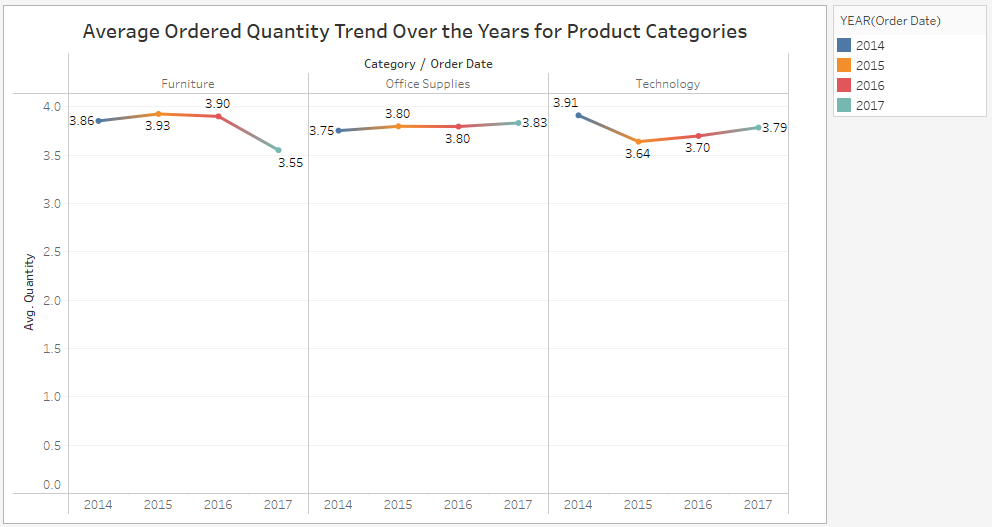 Average Ordered Quantity Trend Over the Years for Product Categories
YEAR(Order Date)
2014
2015
2016
2017
Category / Order Date
Furniture Office Supplies Technology
Avg. Quantity
4.0
3.5
3.0
2.5
2.0
1.5
1.0
0.5
0.0
3.86 3.93 3.90 3.55
3.75 3.80 3.80 3.83
3.91 3.64 3.70 3.79
2014 2015 2016 2017 2014 2015 2016 2017 2014 2015 2016 2017